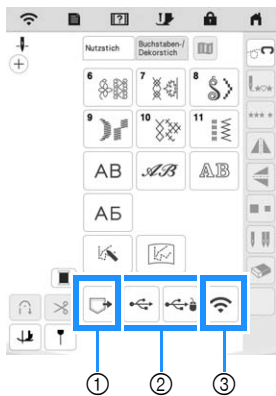 ?
Nutzstich Buchstaben-/
Dekorstich
6 7 8
9 10 11
AB AB AB
АБ
① ② ③